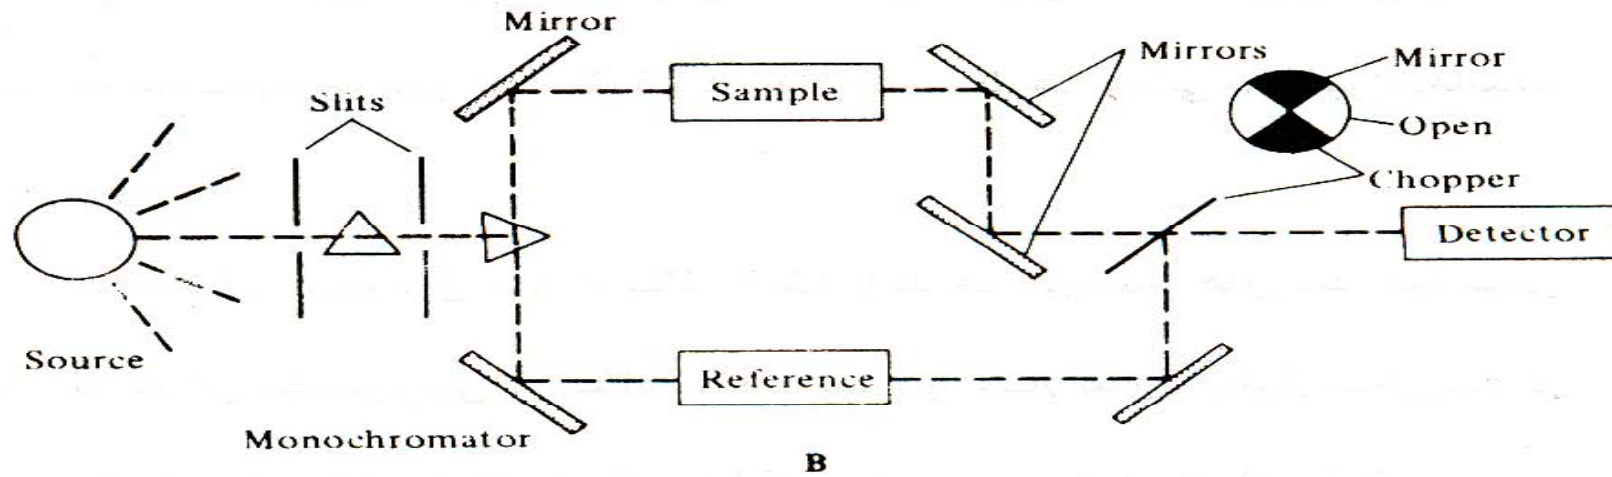 Mirror
Mirrors
Mirror
Slits
Sample
Open
Chopper
Detector
Source
Reference
Monochromator
B